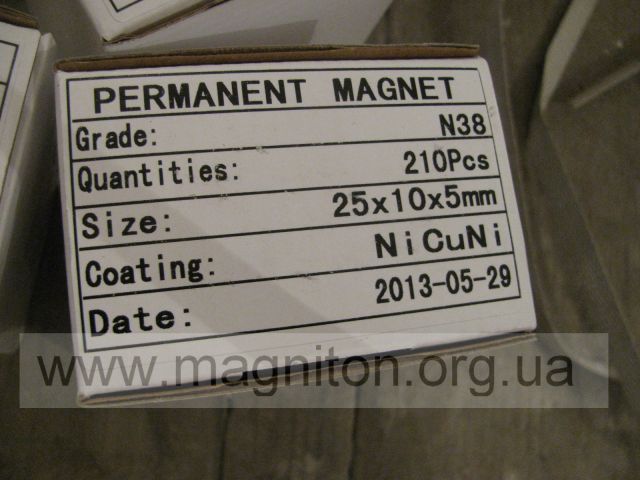 PERMANENT MAGNET
Grade: N38
Quantities: 210Pcs
Size: 25x10x5mm
Coating: NiCuNi
Date: 2013-05-29
www.magniton.org.ua